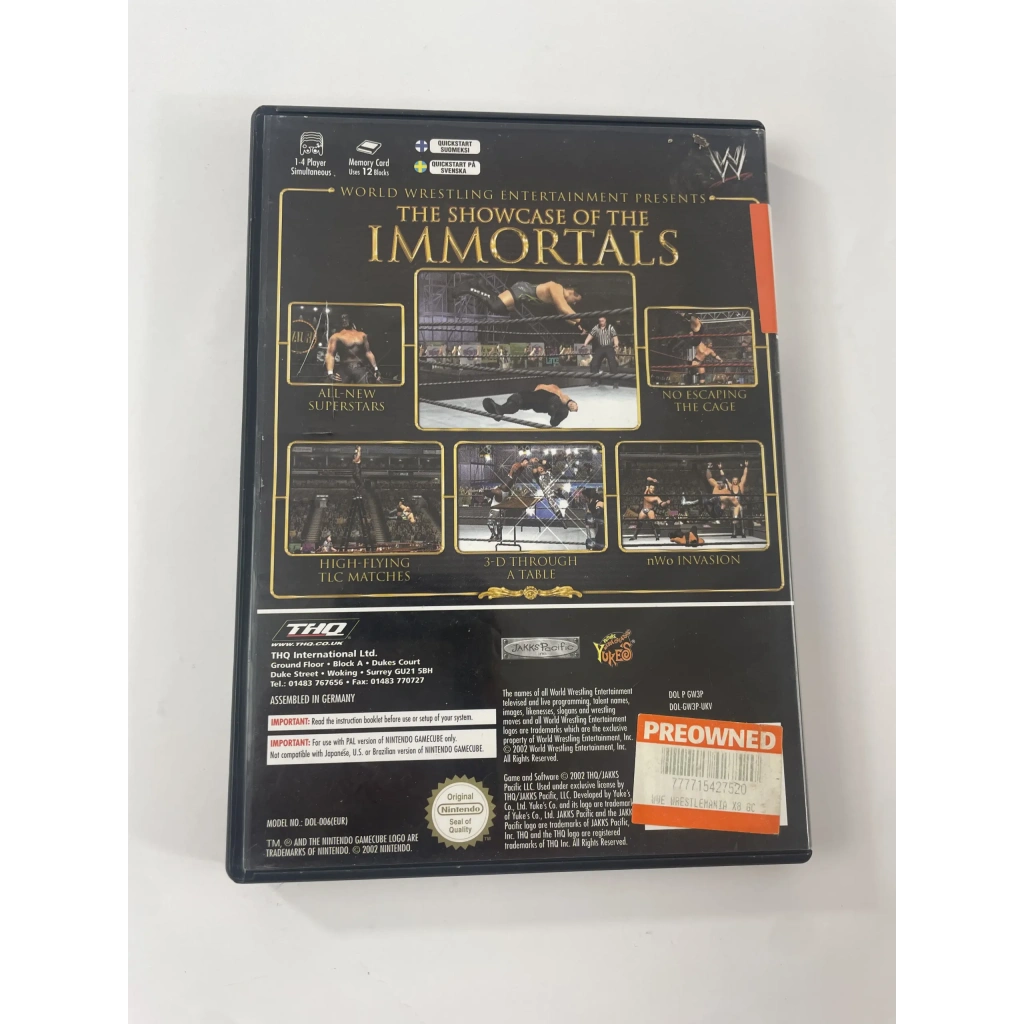 1-4 Player
Simultaneous
Memory Card
Uses 12 Blocks
QUICKSTART
SUOMEKSI
QUICKSTART PÅ
SVENSKA
W
WORLD WRESTLING ENTERTAINMENT PRESENTS
THE SHOWCASE OF THE
IMMORTALS
ALL-NEW
SUPERSTARS
NO ESCAPING
THE CAGE
HIGH-FLYING
TLC MATCHES
3-D THROUGH
A TABLE
nWo INVASION
THQ
WWW.THQ.CO.UK
THQ International Ltd.
Ground Floor • Block A • Dukes Court
Duke Street • Woking • Surrey GU21 5BH
Tel.: 01483 767656 • Fax: 01483 770727
ASSEMBLED IN GERMANY
IMPORTANT: Read the instruction booklet before use or setup of your system.
IMPORTANT: For use with PAL version of NINTENDO GAMECUBE only.
Not compatible with Japanese, U.S. or Brazilian version of NINTENDO GAMECUBE.
MODEL NO.: DOL-006(EUR)
TM, ® AND THE NINTENDO GAMECUBE LOGO ARE
TRADEMARKS OF NINTENDO. © 2002 NINTENDO.
Original
Nintendo
Seal of
Quality
JAKKS Pacific
YUKE'S
The names of all World Wrestling Entertainment
televised and live programming, talent names,
images, likenesses, slogans and wrestling
moves and all World Wrestling Entertainment
logos are trademarks which are the exclusive
property of World Wrestling Entertainment, Inc.
© 2002 World Wrestling Entertainment, Inc.
All Rights Reserved.
Game and Software © 2002 THQ/JAKKS
Pacific LLC. Used under exclusive license by
THQ/JAKKS Pacific, LLC. Developed by Yuke's
Co., Ltd. Yuke's Co. and its logo are trademar
of Yuke's Co., Ltd. JAKKS Pacific and the JAKK
Pacific logo are trademarks of JAKKS Pacific,
Inc. THQ and the THQ logo are registered
trademarks of THQ Inc. All Rights Reserved.
DOL P GW3P
DOL-GW3P-UKV
PREOWNED
777715427520
WWE WRESTLEMANIA X8 GC